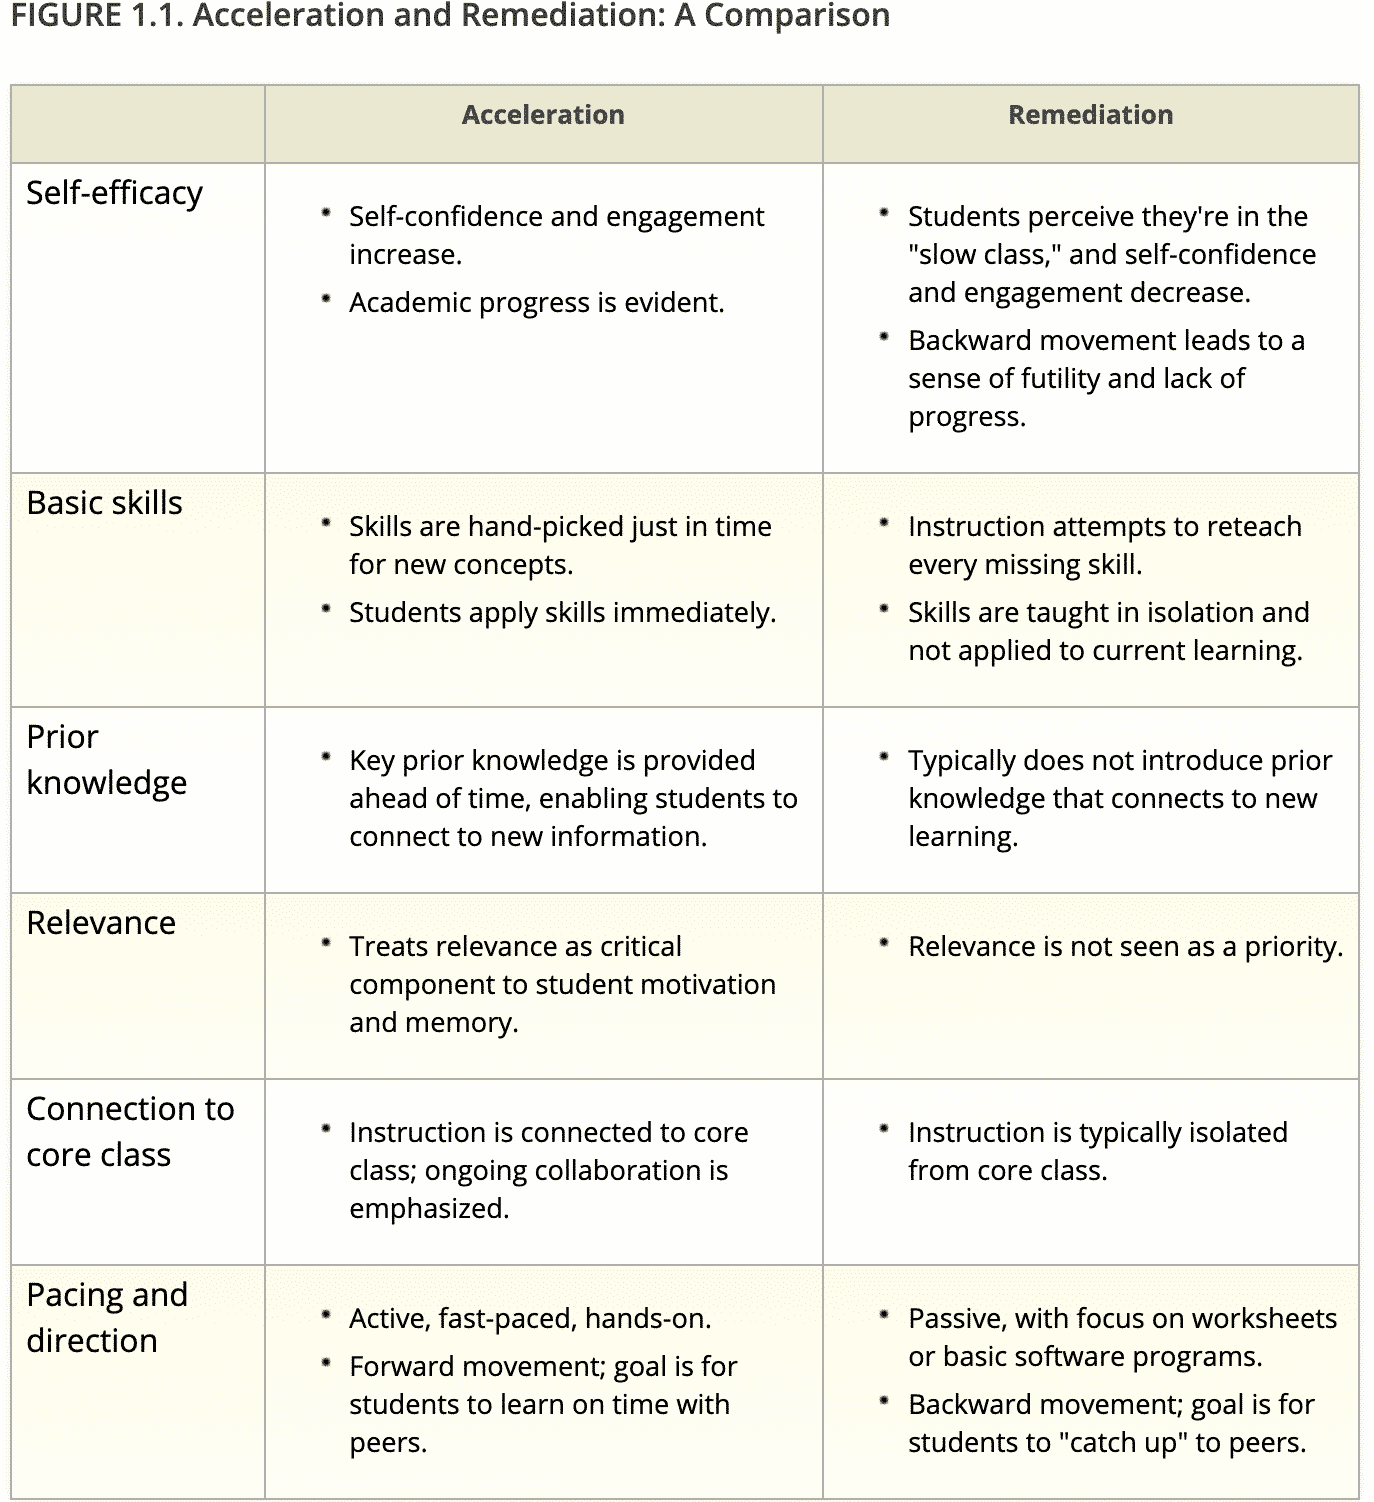 FIGURE 1.1. Acceleration and Remediation: A Comparison
Acceleration
Remediation
Self-efficacy
• Self-confidence and engagement
increase.
• Academic progress is evident.
• Students perceive they're in the
"slow class," and self-confidence
and engagement decrease.
• Backward movement leads to a
sense of futility and lack of
progress.
Basic skills
• Skills are hand-picked just in time
for new concepts.
• Students apply skills immediately.
• Instruction attempts to reteach
every missing skill.
• Skills are taught in isolation and
not applied to current learning.
Prior
knowledge
• Key prior knowledge is provided
ahead of time, enabling students to
connect to new information.
• Typically does not introduce prior
knowledge that connects to new
learning.
Relevance
• Treats relevance as critical
component to student motivation
and memory.
• Relevance is not seen as a priority.
Connection to
core class
• Instruction is connected to core
class; ongoing collaboration is
emphasized.
• Instruction is typically isolated
from core class.
Pacing and
direction
• Active, fast-paced, hands-on.
• Forward movement; goal is for
students to learn on time with
peers.
• Passive, with focus on worksheets
or basic software programs.
• Backward movement; goal is for
students to "catch up" to peers.